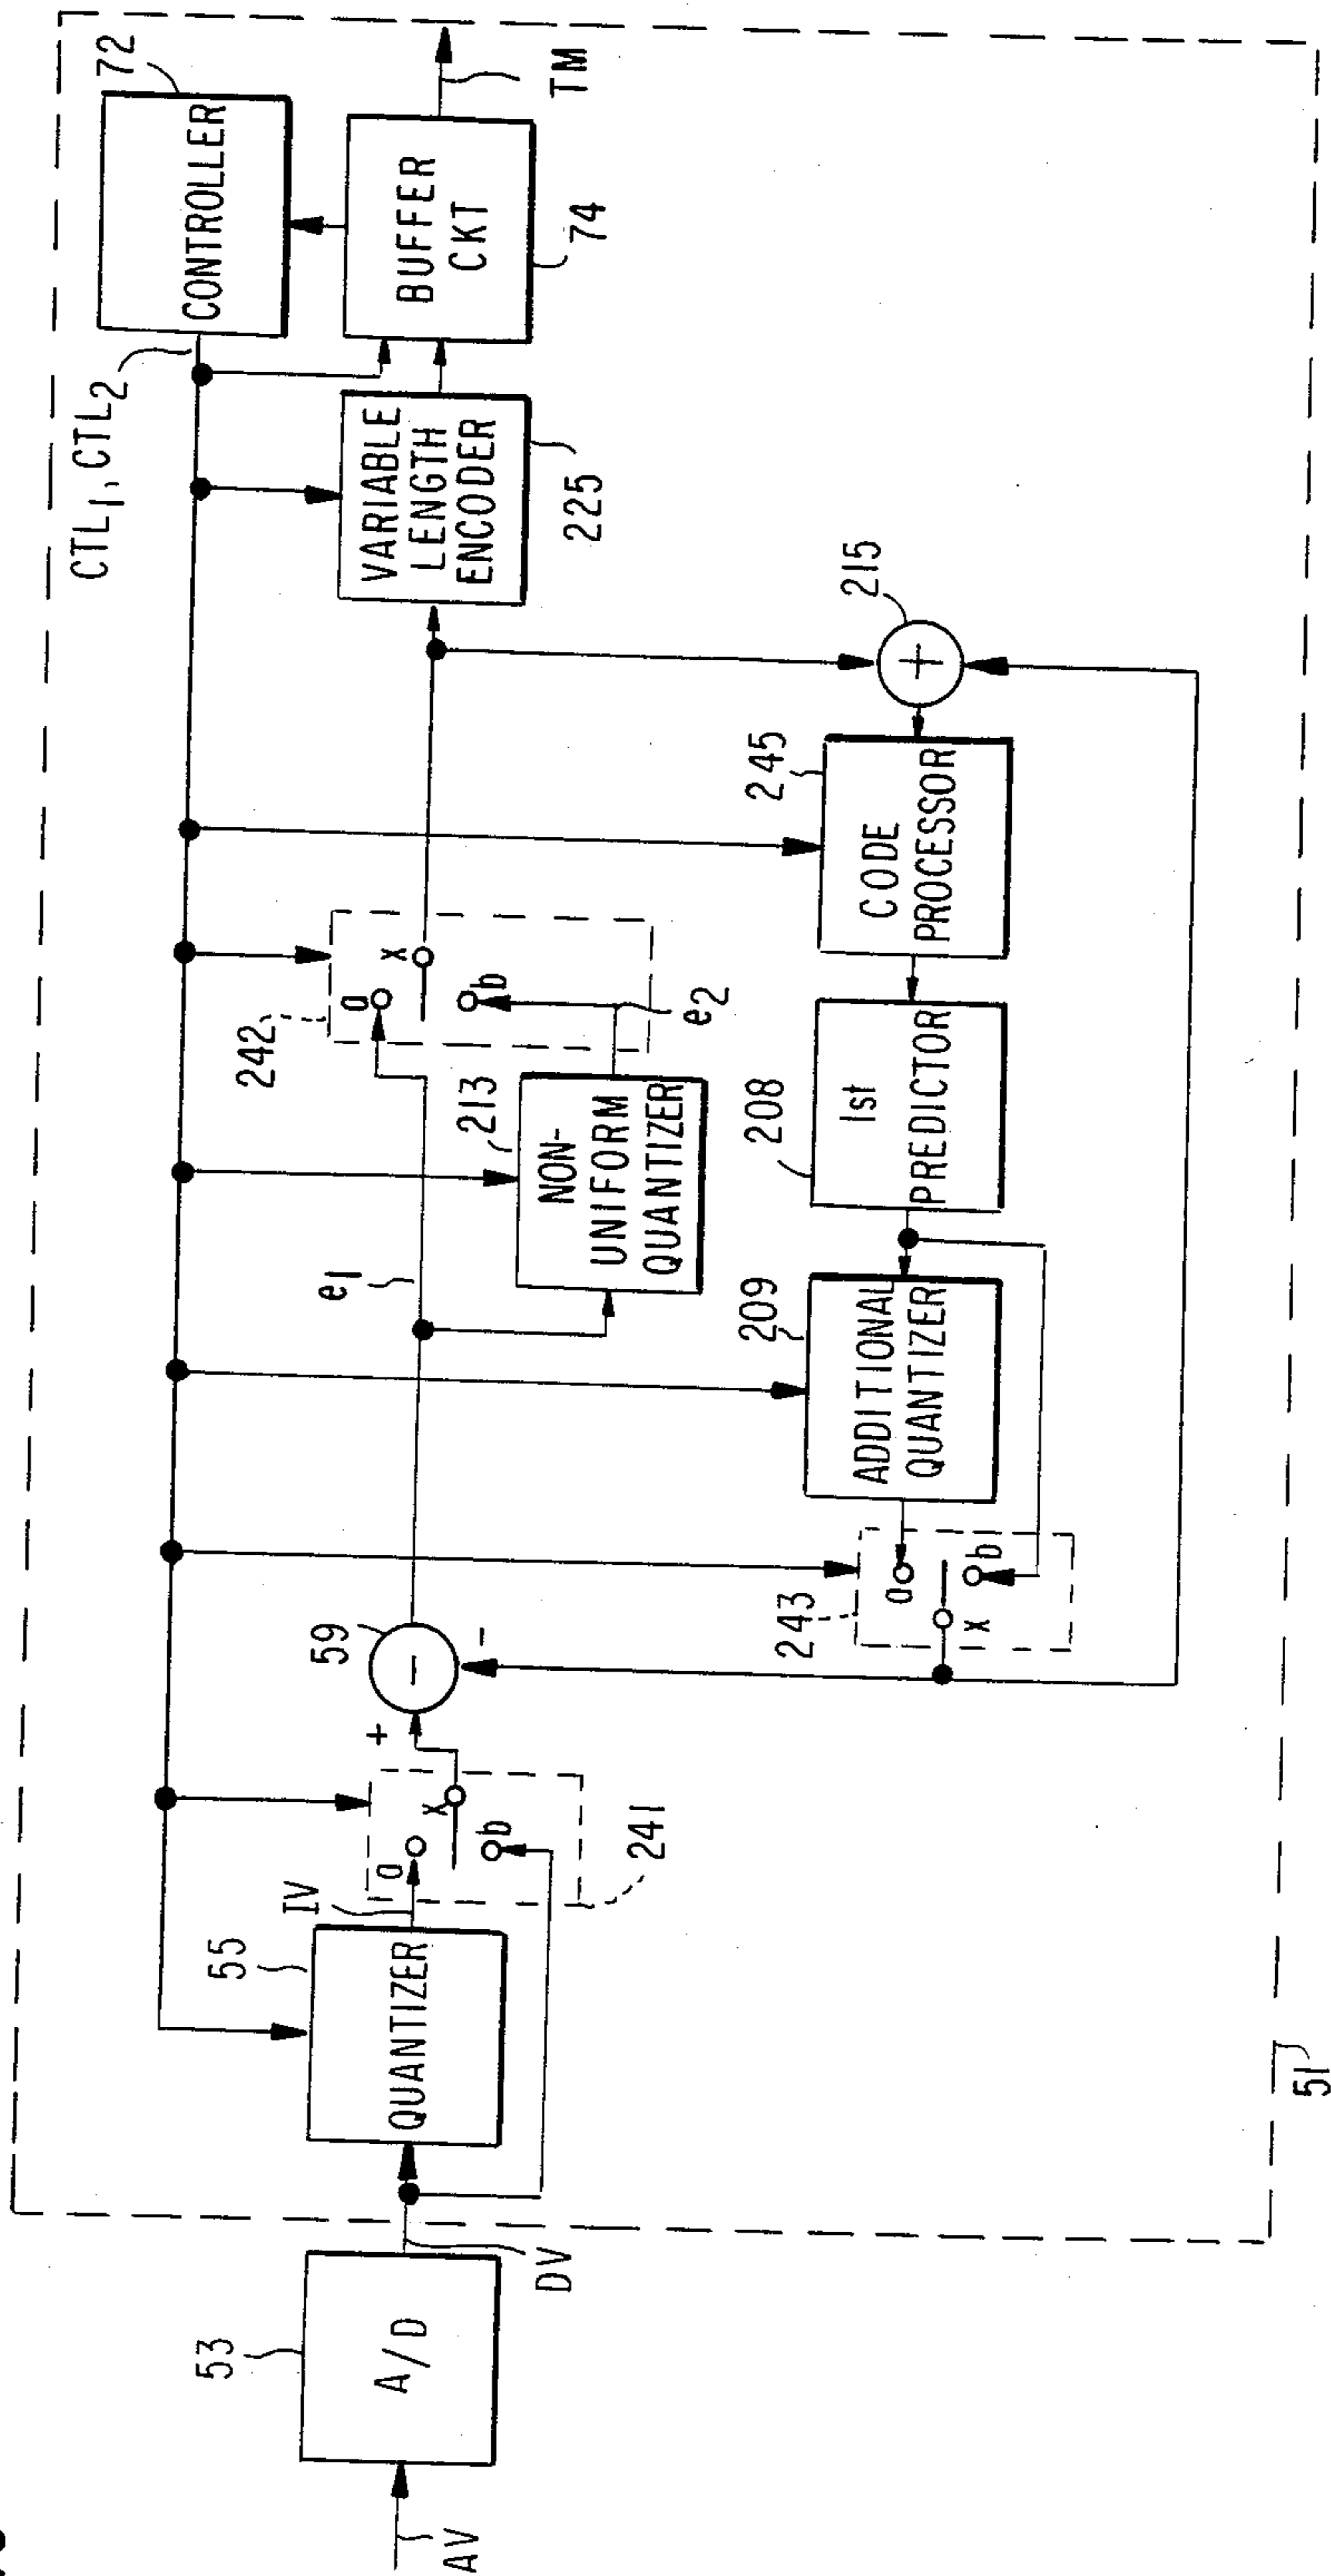 CTL1, CTL2
72
CONTROLLER
BUFFER
CKT
74
TM
VARIABLE
LENGTH
ENCODER
225
242
a
x
b
e2
e1
213
NON-
UNIFORM
QUANTIZER
59
-
+
-
241
a
x
b
IV
55
QUANTIZER
53
A/D
AV
DV
215
+
245
CODE
PROCESSOR
208
1st
PREDICTOR
209
ADDITIONAL
QUANTIZER
243
a
x
b
51